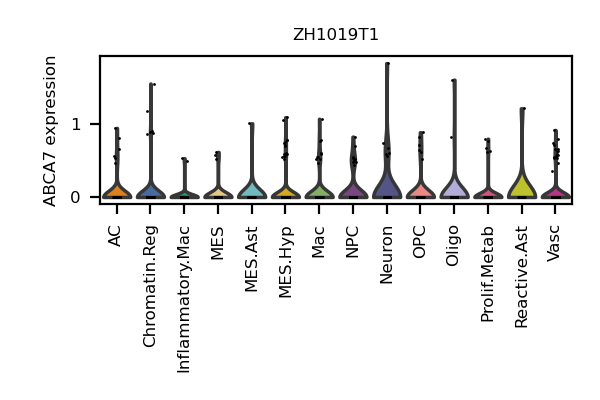 ZH1019T1
ABCA7 expression
1
0
AC
Chromatin.Reg
Inflammatory.Mac
MES
MES.Ast
MES.Hyp
Mac
NPC
Neuron
OPC
Oligo
Prolif.Metab
Reactive.Ast
Vasc